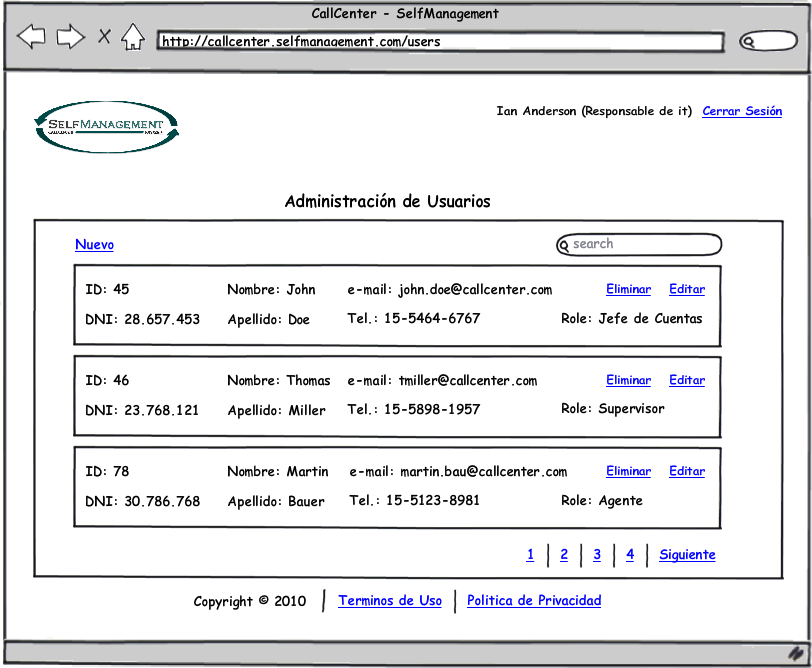 CallCenter - SelfManagement
http://callcenter.selfmanagement.com/users
SELFMANAGEMENT
Ian Anderson (Responsable de it) Cerrar Sesión
Administración de Usuarios
Nuevo search
ID: 45 Nombre: John e-mail: john.doe@callcenter.com Eliminar Editar
DNI: 28.657.453 Apellido: Doe Tel.: 15-5464-6767 Role: Jefe de Cuentas
ID: 46 Nombre: Thomas e-mail: tmiller@callcenter.com Eliminar Editar
DNI: 23.768.121 Apellido: Miller Tel.: 15-5898-1957 Role: Supervisor
ID: 78 Nombre: Martin e-mail: martin.bau@callcenter.com Eliminar Editar
DNI: 30.786.768 Apellido: Bauer Tel.: 15-5123-8981 Role: Agente
1 | 2 | 3 | 4 | Siguiente
Copyright © 2010 | Terminos de Uso | Politica de Privacidad